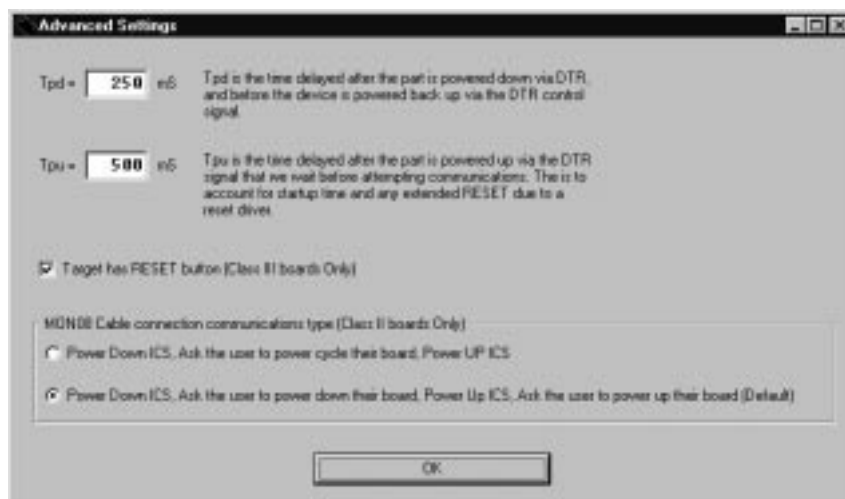 Advanced Settings
Tpd = 250 mS
Tpd is the time delayed after the part is powered down via DTR,
and before the device is powered back up via the DTR control
signal.
Tpu = 500 mS
Tpu is the time delayed after the part is powered up via the DTR
signal that we wait before attempting communications. The is to
account for startup time and any extended RESET due to a
reset driver.
Target has RESET button (Class III boards Only)
MON08 Cable connection communications type (Class II boards Only)
Power Down ICS, Ask the user to power cycle their board, Power UP ICS
Power Down ICS, Ask the user to power down their board, Power Up ICS, Ask the user to power up their board (Default)
OK